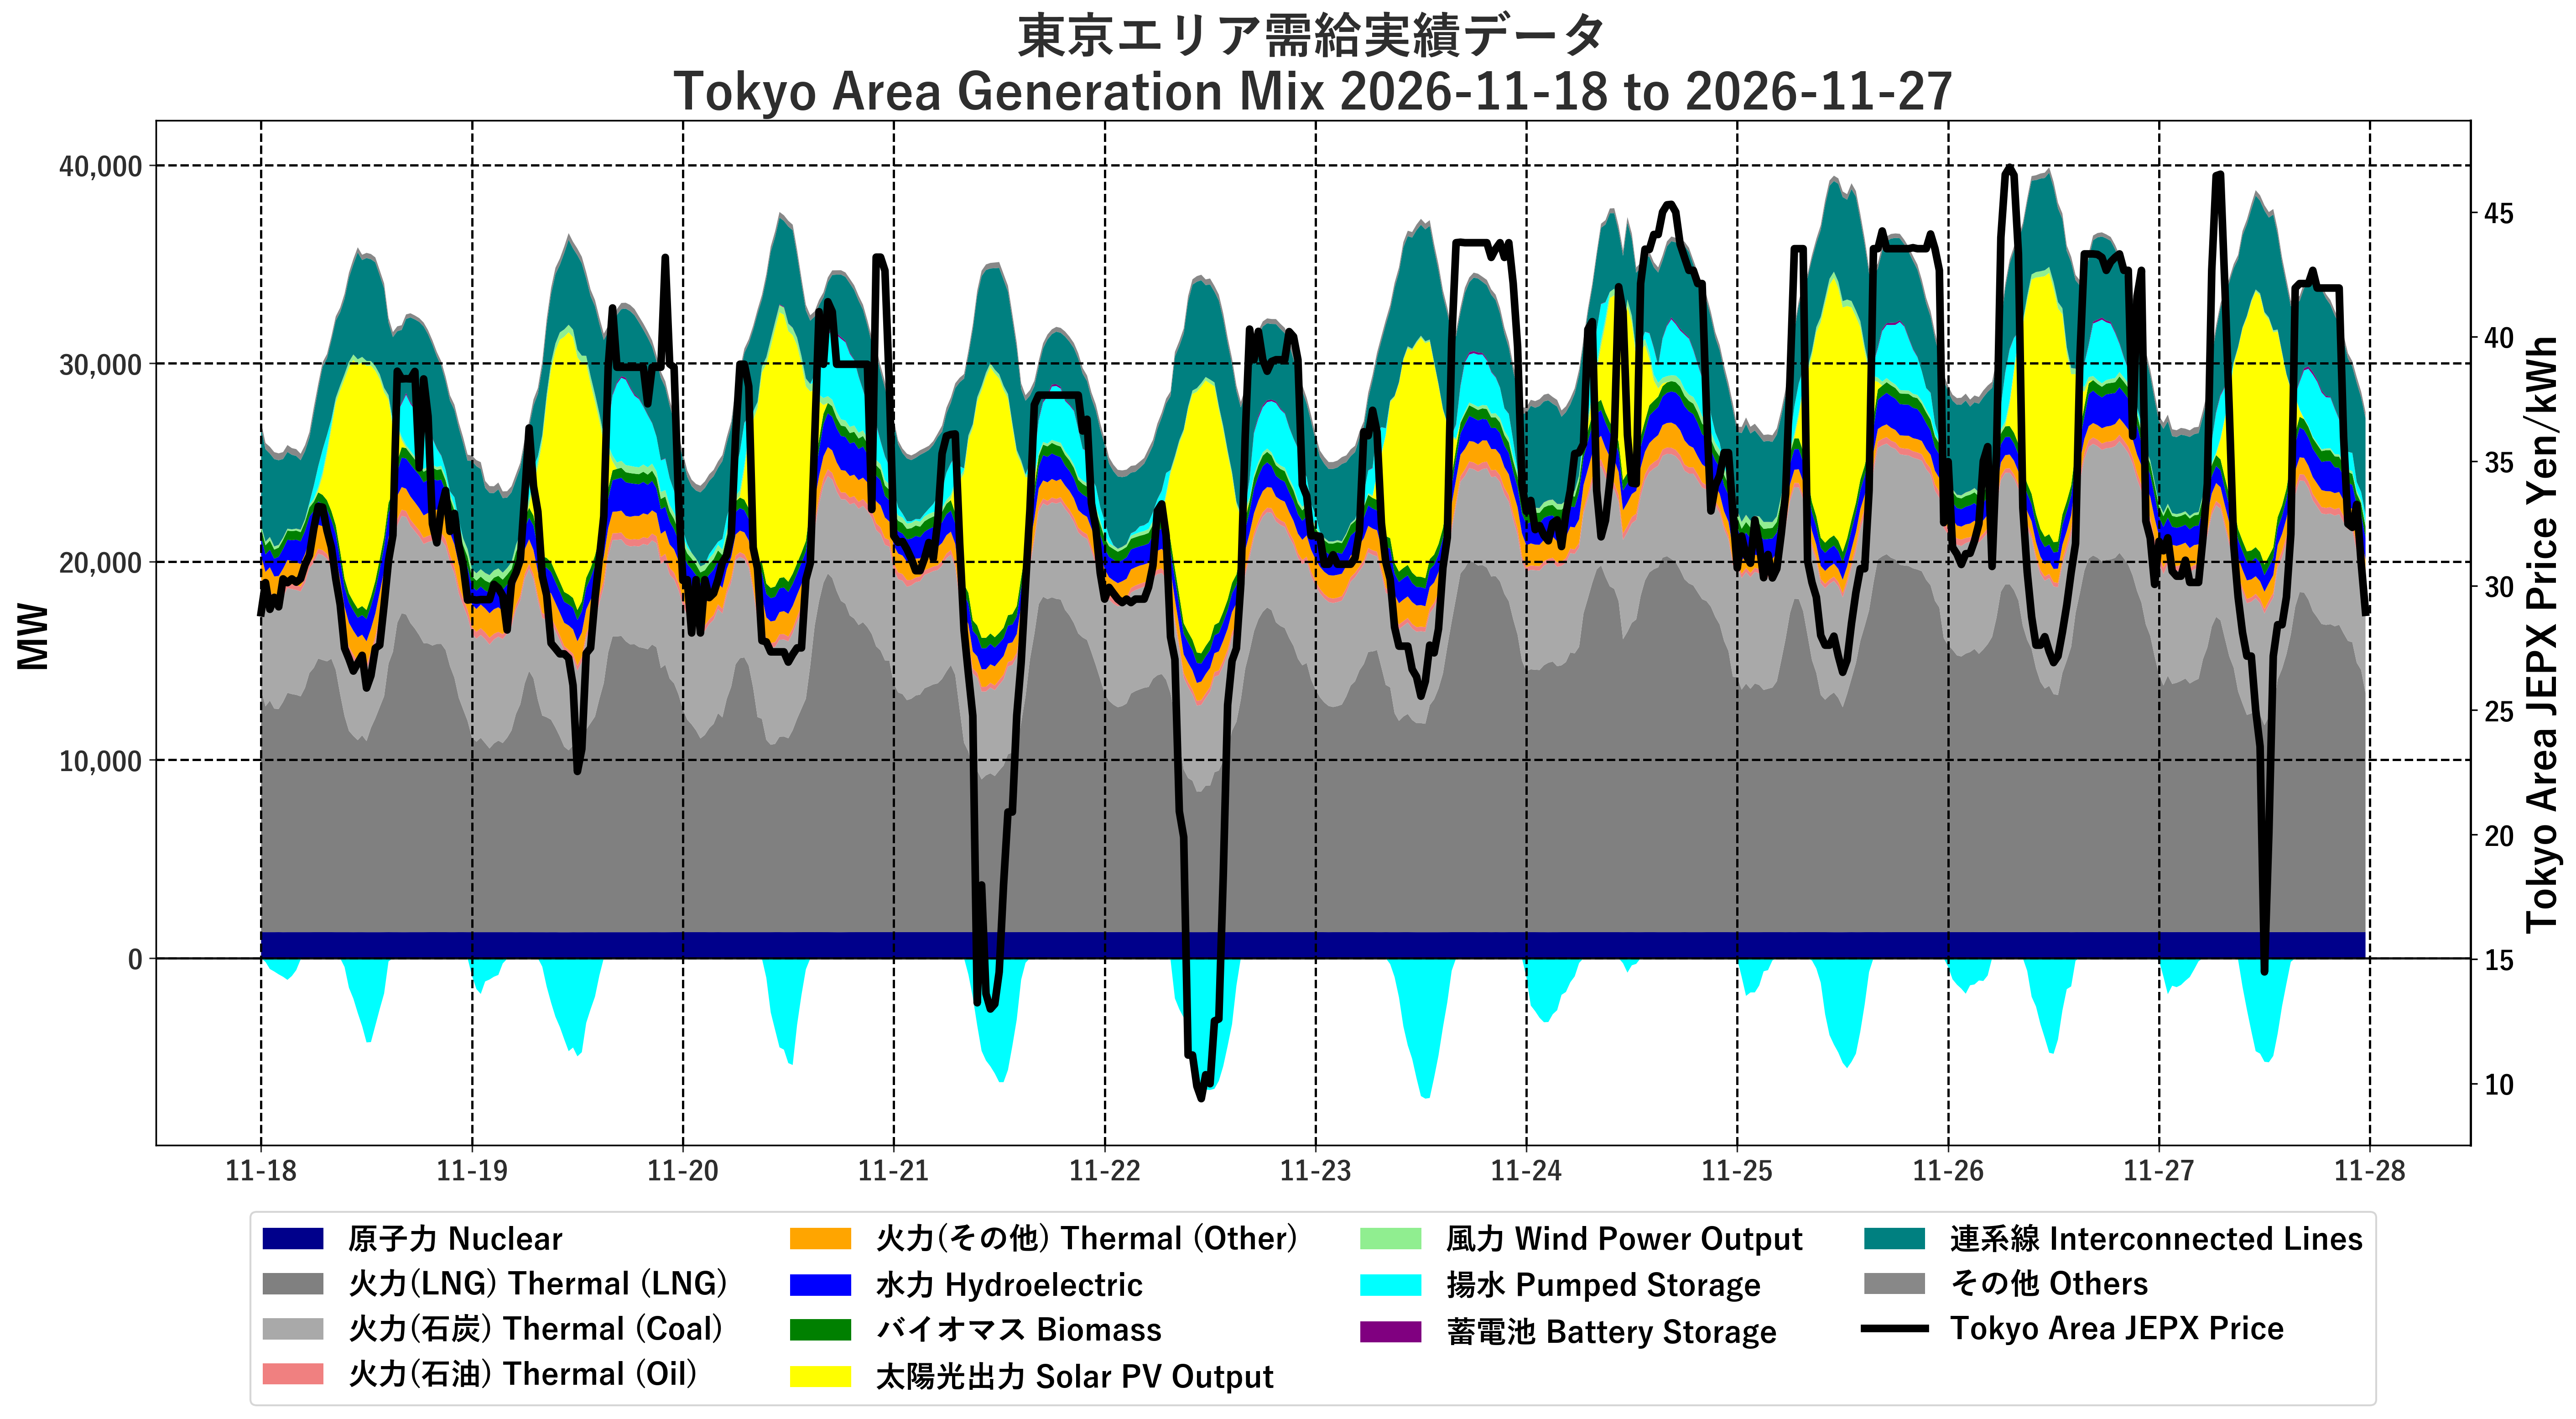 東京エリア需給実績データ
Tokyo Area Generation Mix 2026-11-18 to 2026-11-27
MW
40,000
30,000
20,000
10,000
0
45
40
35
30
25
20
15
10
Tokyo Area JEPX Price Yen/kWh
11-18
11-19
11-20
11-21
11-22
11-23
11-24
11-25
11-26
11-27
11-28
原子力 Nuclear
火力(LNG) Thermal (LNG)
火力(石炭) Thermal (Coal)
火力(石油) Thermal (Oil)
火力(その他) Thermal (Other)
水力 Hydroelectric
バイオマス Biomass
太陽光出力 Solar PV Output
風力 Wind Power Output
揚水 Pumped Storage
蓄電池 Battery Storage
連系線 Interconnected Lines
その他 Others
Tokyo Area JEPX Price